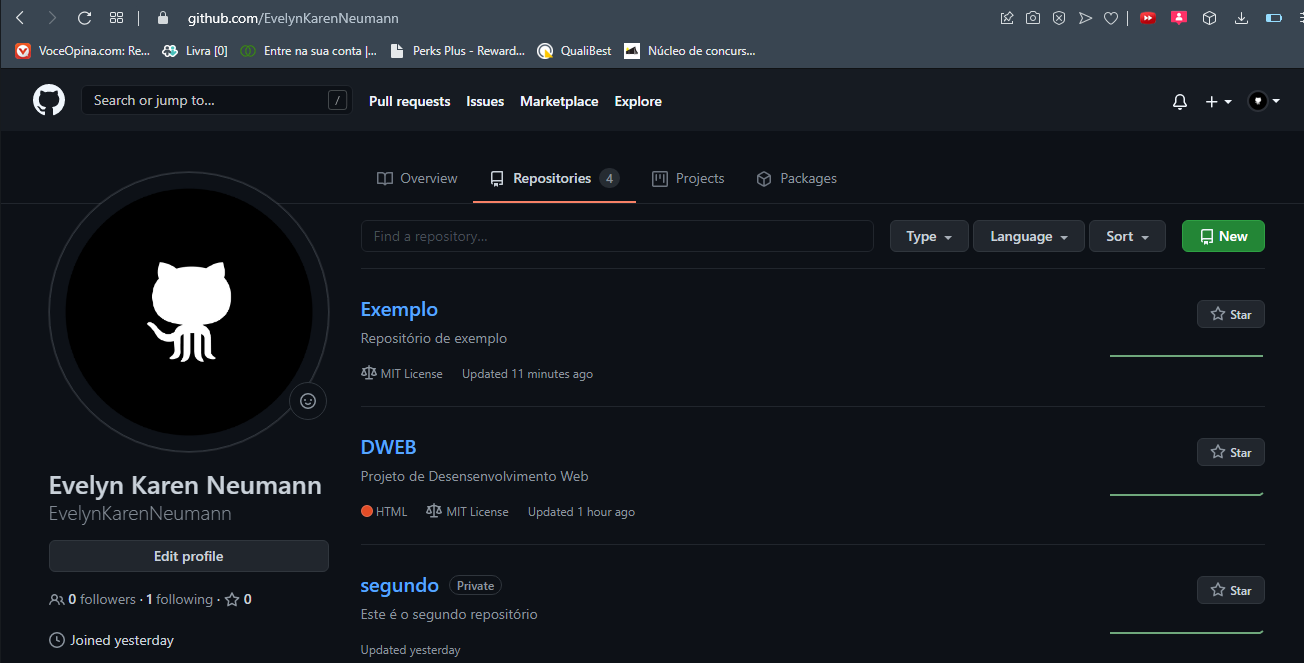 github.com/EvelynKarenNeumann
VoceOpina.com: Re... Livra [0] Entre na sua conta |... Perks Plus - Reward... QualiBest Núcleo de concurs...
Search or jump to... / Pull requests Issues Marketplace Explore
Overview Repositories 4 Projects Packages
Find a repository... Type Language Sort New
Exemplo Star
Repositório de exemplo
MIT License Updated 11 minutes ago
DWEB Star
Projeto de Desensenvolvimento Web
HTML MIT License Updated 1 hour ago
segundo Private Star
Este é o segundo repositório
Updated yesterday
Evelyn Karen Neumann
EvelynKarenNeumann
Edit profile
0 followers · 1 following · 0
Joined yesterday